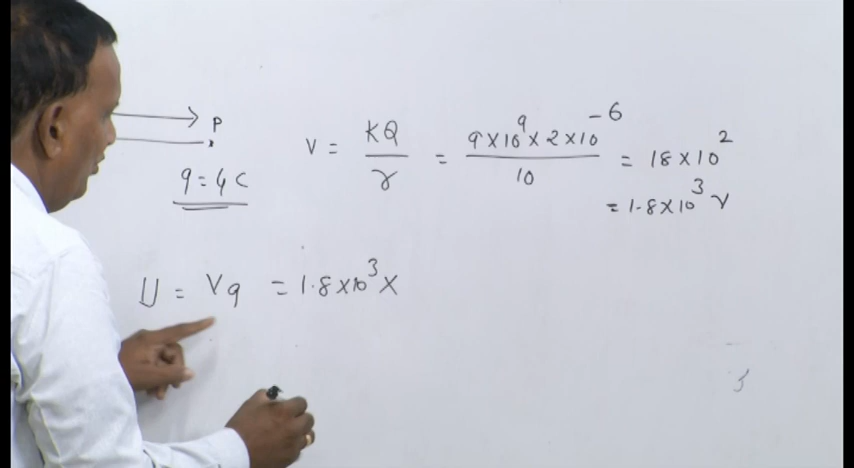 P
V = KQ/r = 9×10^9×2×10^-6/10 = 18×10^2
= 1.8×10^3 V
q = 4C
U = Vq = 1.8×10^3×